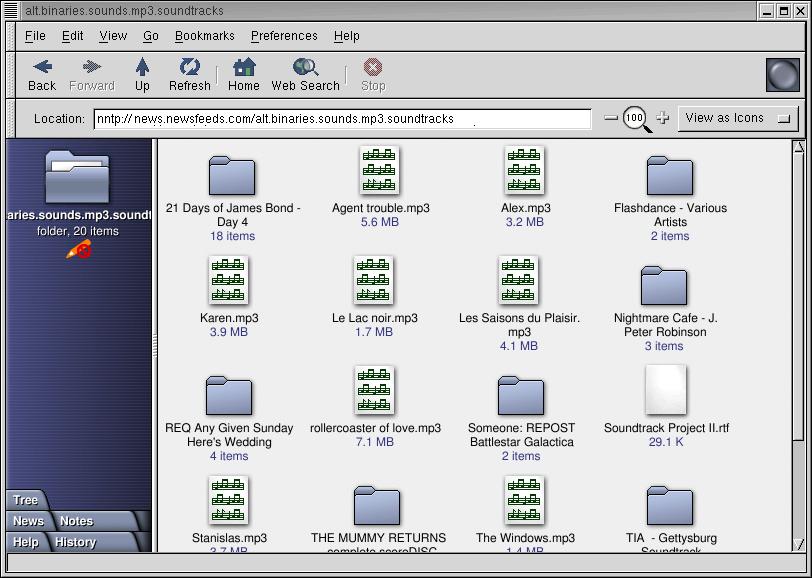 alt.binaries.sounds.mp3.soundtracks
File Edit View Go Bookmarks Preferences Help
Back Forward Up Refresh Home Web Search Stop
Location: nntp://news.newsfeeds.com/alt.binaries.sounds.mp3.soundtracks 100 View as Icons
aries.sounds.mp3.soundt
folder, 20 items
21 Days of James Bond -
Day 4
18 items
Agent trouble.mp3
5.6 MB
Alex.mp3
3.2 MB
Flashdance - Various
Artists
2 items
Karen.mp3
3.9 MB
Le Lac noir.mp3
1.7 MB
Les Saisons du Plaisir.
mp3
4.1 MB
Nightmare Cafe - J.
Peter Robinson
3 items
REQ Any Given Sunday
Here's Wedding
4 items
rollercoaster of love.mp3
7.1 MB
Someone: REPOST
Battlestar Galactica
2 items
Soundtrack Project II.rtf
29.1 K
Stanislas.mp3
3.7 MB
THE MUMMY RETURNS
complete scoreDISC
The Windows.mp3
1.4 MB
TIA - Gettysburg
Soundtrack
Tree
News Notes
Help History